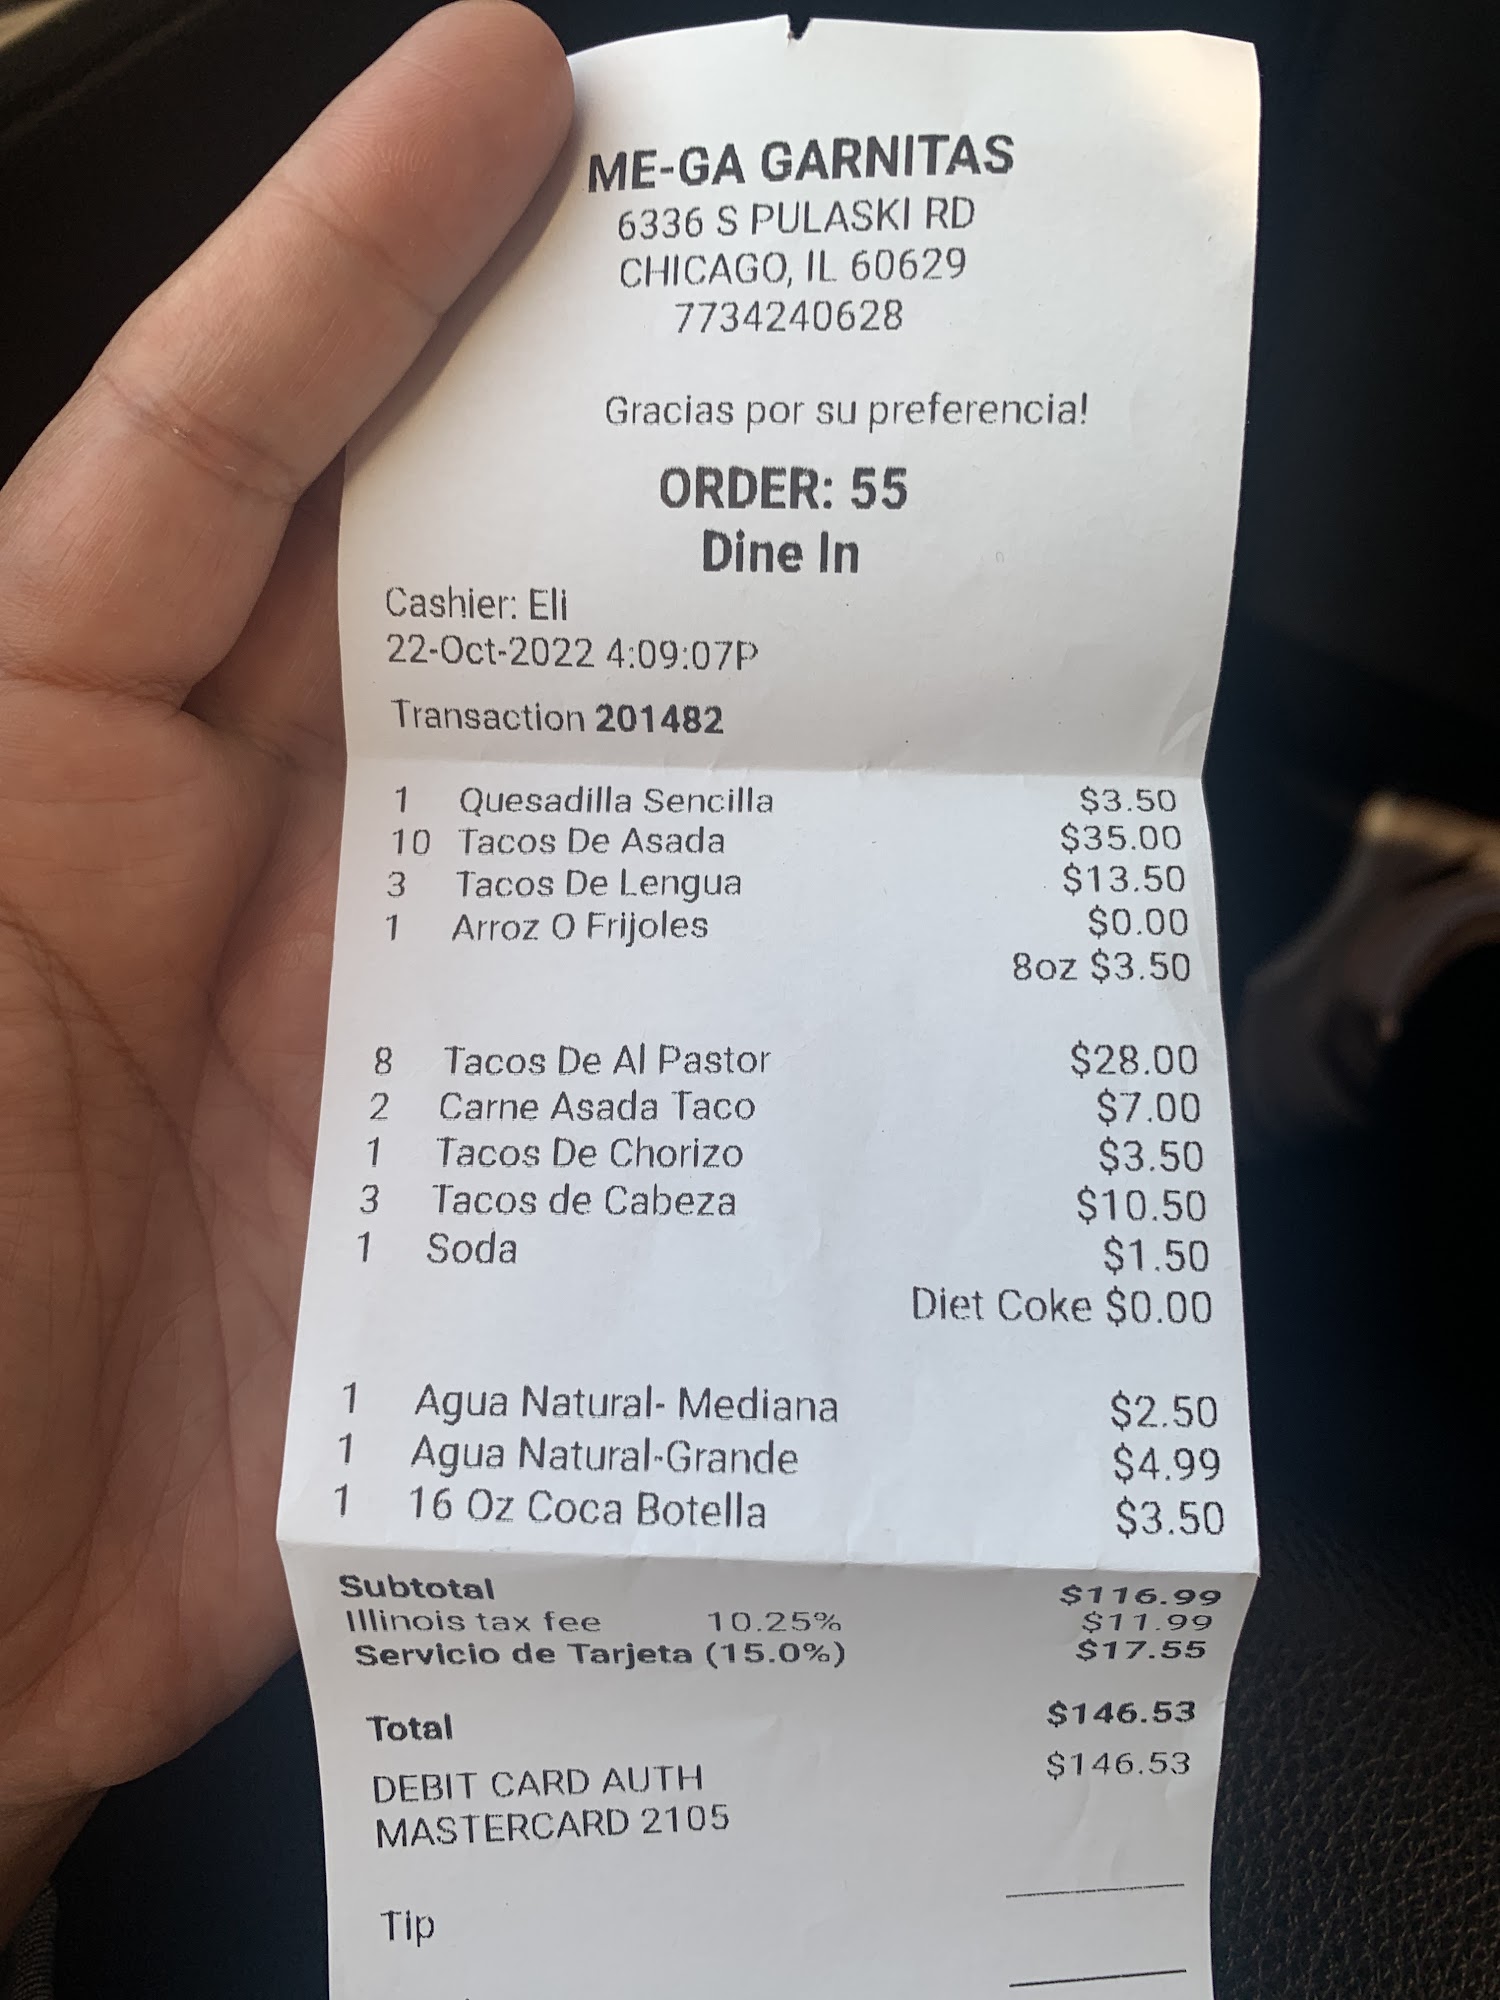 ME-GA GARNITAS
6336 S PULASKI RD
CHICAGO, IL 60629
7734240628
Gracias por su preferencia!
ORDER: 55
Dine In
Cashier: Eli
22-Oct-2022 4:09:07P
Transaction 201482
1 Quesadilla Sencilla $3.50
10 Tacos De Asada $35.00
3 Tacos De Lengua $13.50
1 Arroz O Frijoles $0.00
8oz $3.50
8 Tacos De Al Pastor $28.00
2 Carne Asada Taco $7.00
1 Tacos De Chorizo $3.50
3 Tacos de Cabeza $10.50
1 Soda $1.50
Diet Coke $0.00
1 Agua Natural- Mediana $2.50
1 Agua Natural-Grande $4.99
1 16 Oz Coca Botella $3.50
Subtotal $116.99
Illinois tax fee 10.25% $11.99
Servicio de Tarjeta (15.0%) $17.55
Total $146.53
DEBIT CARD AUTH $146.53
MASTERCARD 2105
Tip